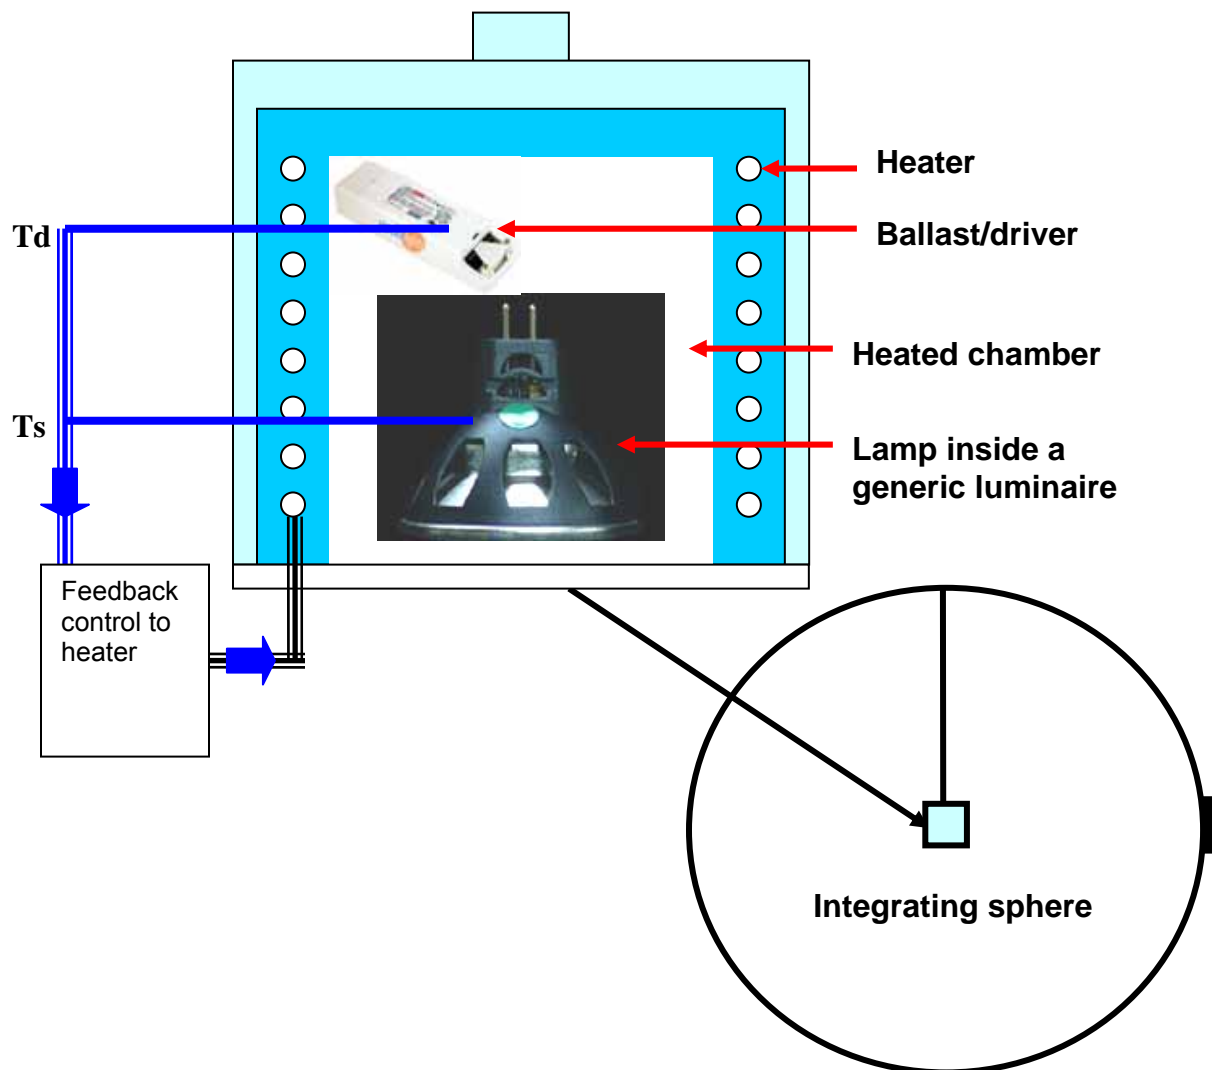 Heater
Td
Ballast/driver
Heated chamber
Ts
Lamp inside a
generic luminaire
Feedback
control to
heater
Integrating sphere